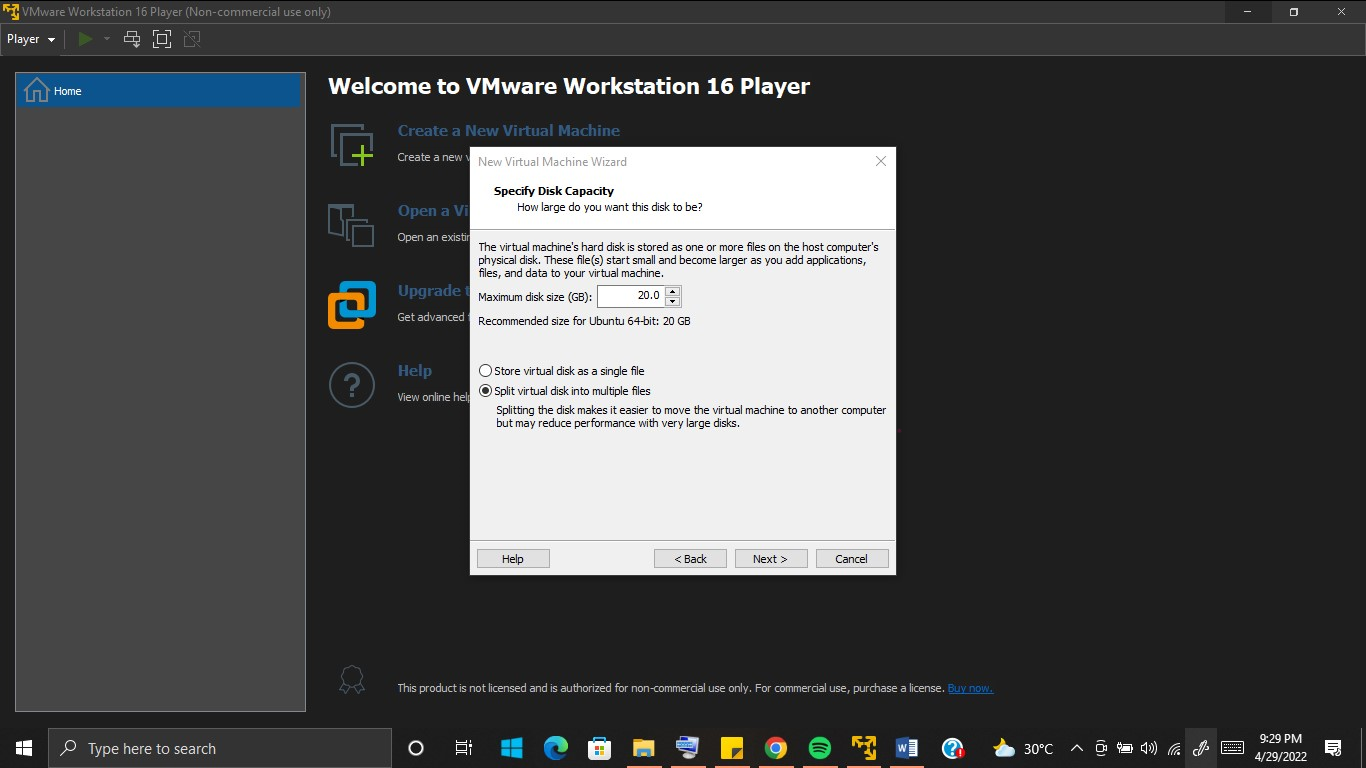 VMware Workstation 16 Player (Non-commercial use only)
Player
Home
Welcome to VMware Workstation 16 Player
Create a New Virtual Machine
Create a new v
Open a Vi
Open an existin
Upgrade t
Get advanced f
Help
View online help
New Virtual Machine Wizard
Specify Disk Capacity
How large do you want this disk to be?
The virtual machine's hard disk is stored as one or more files on the host computer's
physical disk. These file(s) start small and become larger as you add applications,
files, and data to your virtual machine.
Maximum disk size (GB): 20.0
Recommended size for Ubuntu 64-bit: 20 GB
Store virtual disk as a single file
Split virtual disk into multiple files
Splitting the disk makes it easier to move the virtual machine to another computer
but may reduce performance with very large disks.
Help < Back Next > Cancel
This product is not licensed and is authorized for non-commercial use only. For commercial use, purchase a license. Buy now.
Type here to search
30°C
9:29 PM
4/29/2022